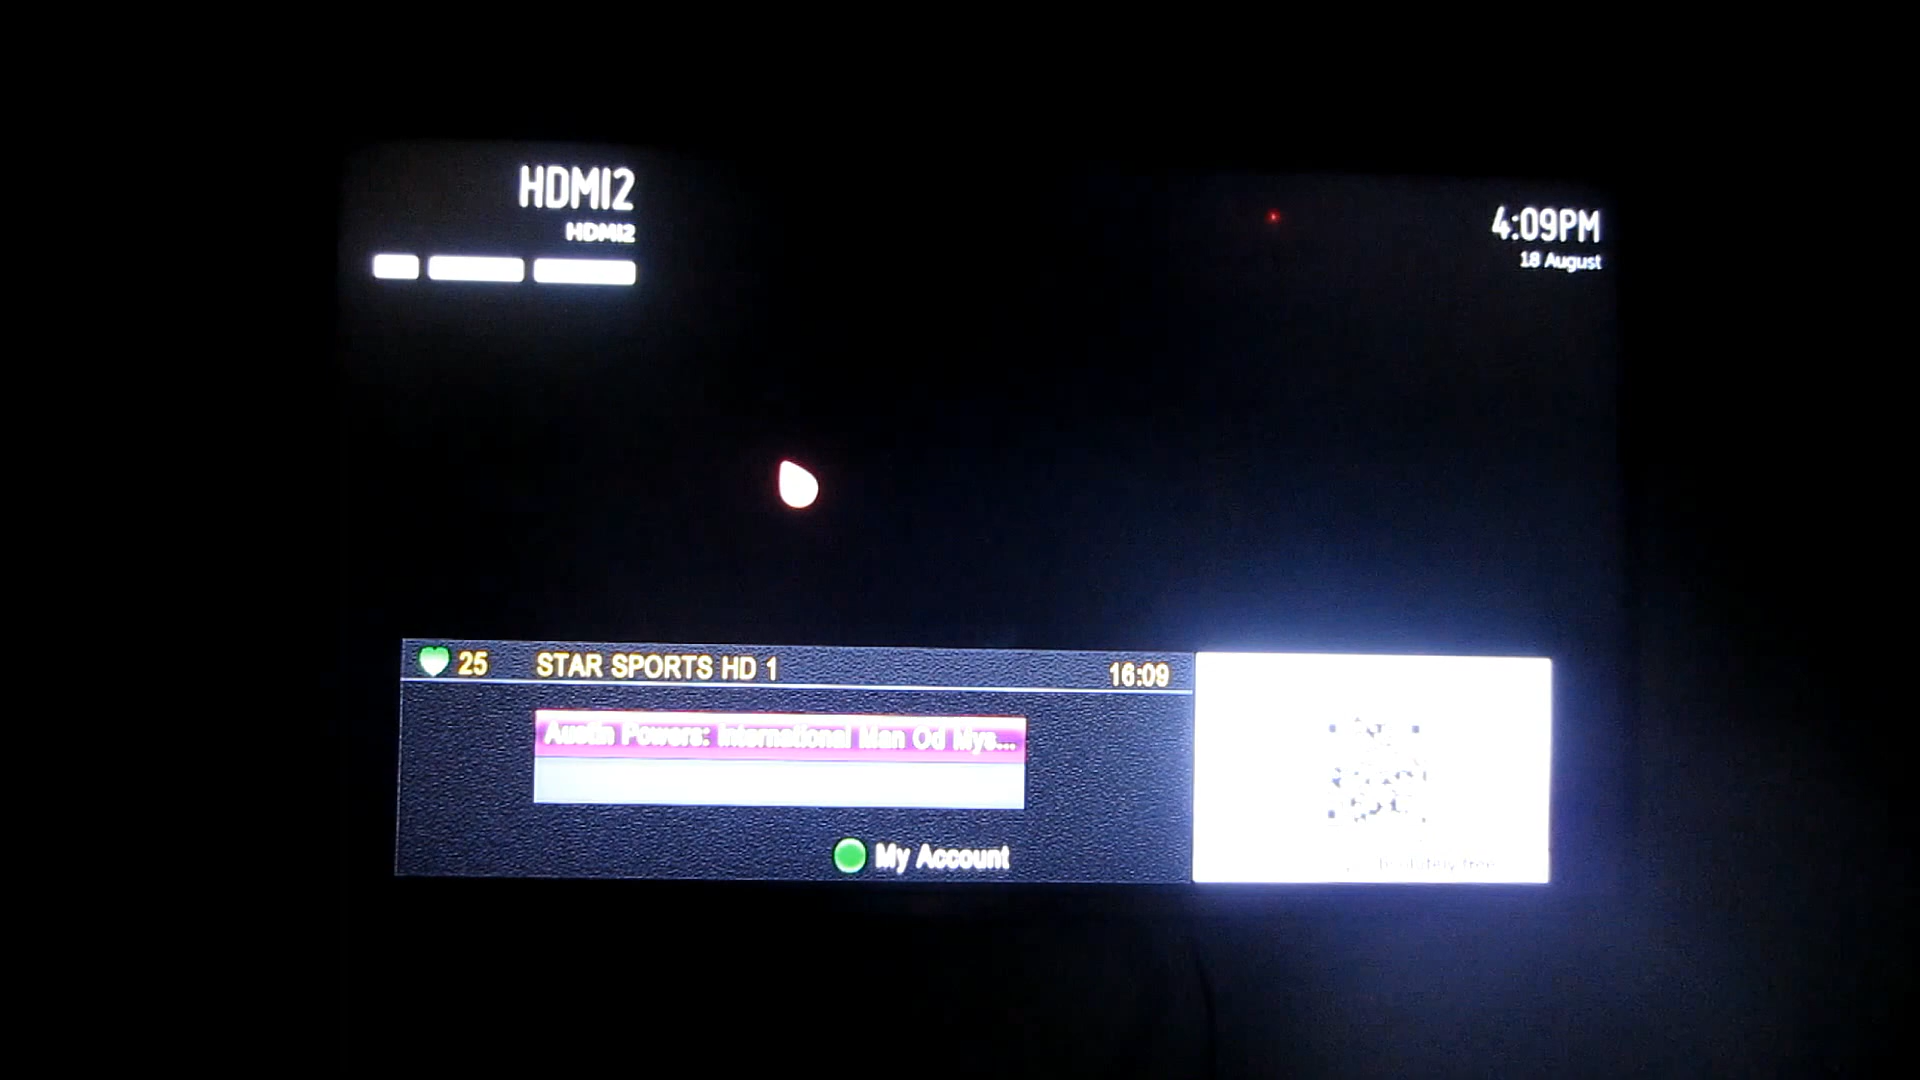 HDMI2
HDMI2
4:09PM
18 August
25 STAR SPORTS HD 1 16:09
Austin Powers: International Man Od Mys...
My Account